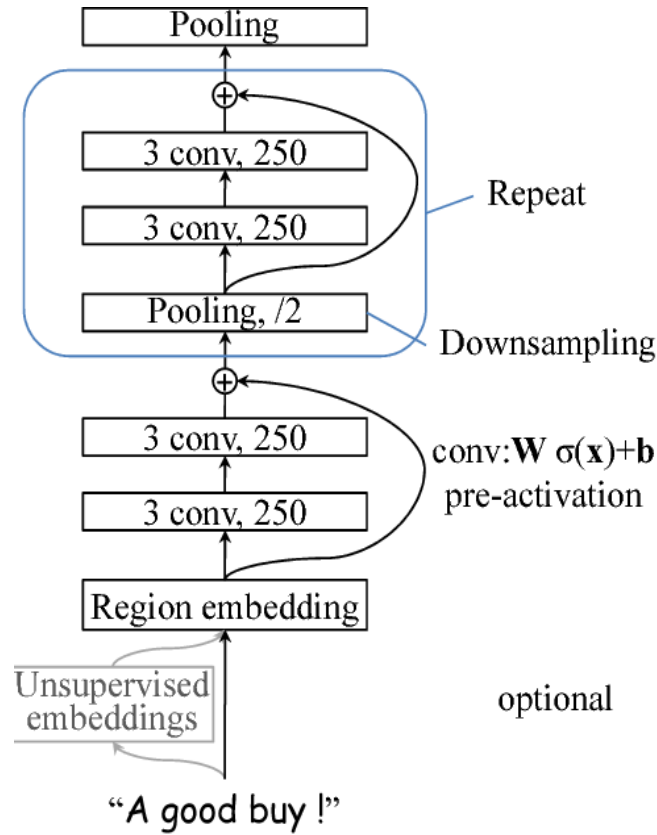 Pooling
3 conv, 250
3 conv, 250
Repeat
Pooling, /2
Downsampling
3 conv, 250
conv:W σ(x)+b
pre-activation
3 conv, 250
Region embedding
Unsupervised
embeddings
optional
“A good buy !”